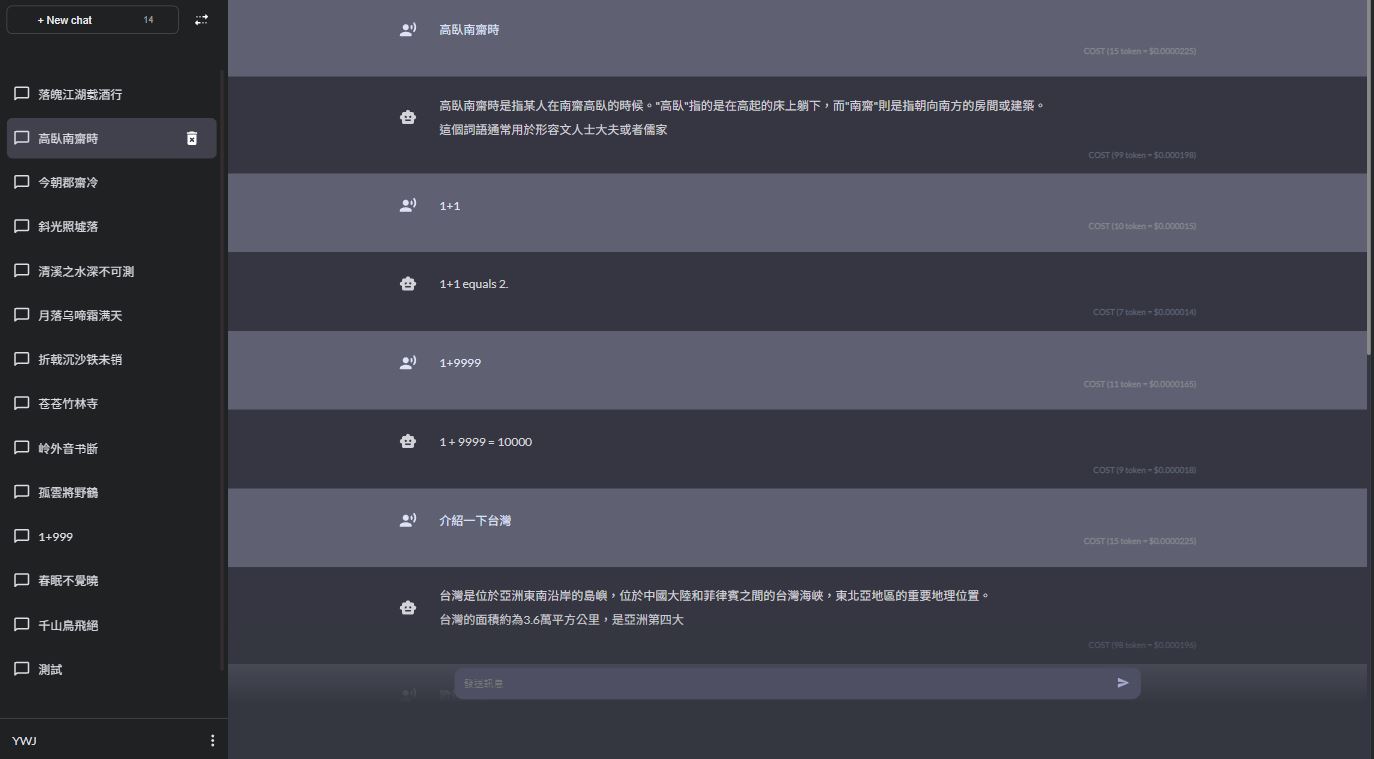 + New chat 14
落魄江湖载酒行
高臥南齋時
今朝郡齋冷
斜光照墟落
清溪之水深不可測
月落乌啼霜满天
折戟沉沙铁未销
苍苍竹林寺
岭外音书断
孤雲將野鶴
1+999
春眠不覺曉
千山鳥飛絕
測試
YWJ
高臥南齋時
COST (15 token = $0.0000225)
高臥南齋時是指某人在南齋高臥的時候。"高臥"指的是在高起的床上躺下，而"南齋"則是指朝向南方的房間或建築。
這個詞語通常用於形容文人士大夫或者儒家
COST (99 token = $0.000198)
1+1
COST (10 token = $0.000015)
1+1 equals 2.
COST (7 token = $0.000014)
1+9999
COST (11 token = $0.0000165)
1 + 9999 = 10000
COST (9 token = $0.000018)
介紹一下台灣
COST (15 token = $0.0000225)
台灣是位於亞洲東南沿岸的島嶼，位於中國大陸和菲律賓之間的台灣海峽，東北亞地區的重要地理位置。
台灣的面積約為3.6萬平方公里，是亞洲第四大
COST (98 token = $0.000196)
發送訊息